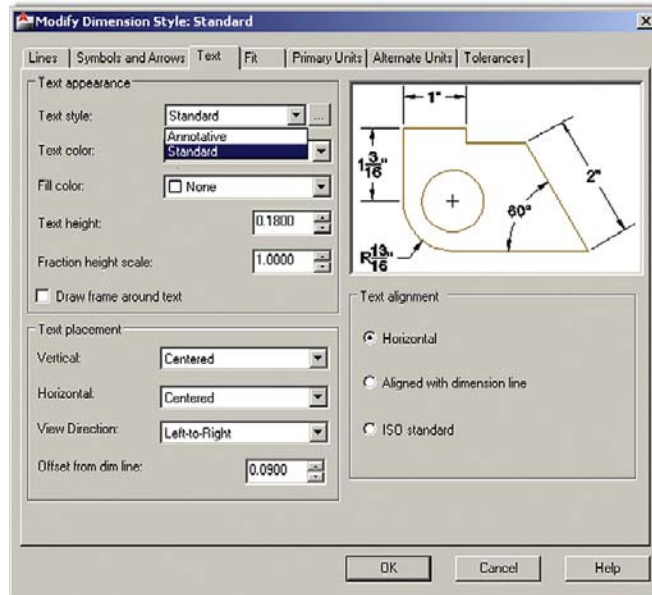 Modify Dimension Style: Standard
Lines
Symbols and Arrows
Text
Fit
Primary Units
Alternate Units
Tolerances
Text appearance
Text style:
Standard
...
Annotative
Standard
Text color:
Fill color:
None
Text height:
0.1800
Fraction height scale:
1.0000
Draw frame around text
Text placement
Vertical:
Centered
Horizontal:
Centered
View Direction:
Left-to-Right
Offset from dim line:
0.0900
1"
1 3/16"
2"
60°
R13/16"
Text alignment
Horizontal
Aligned with dimension line
ISO standard
OK
Cancel
Help